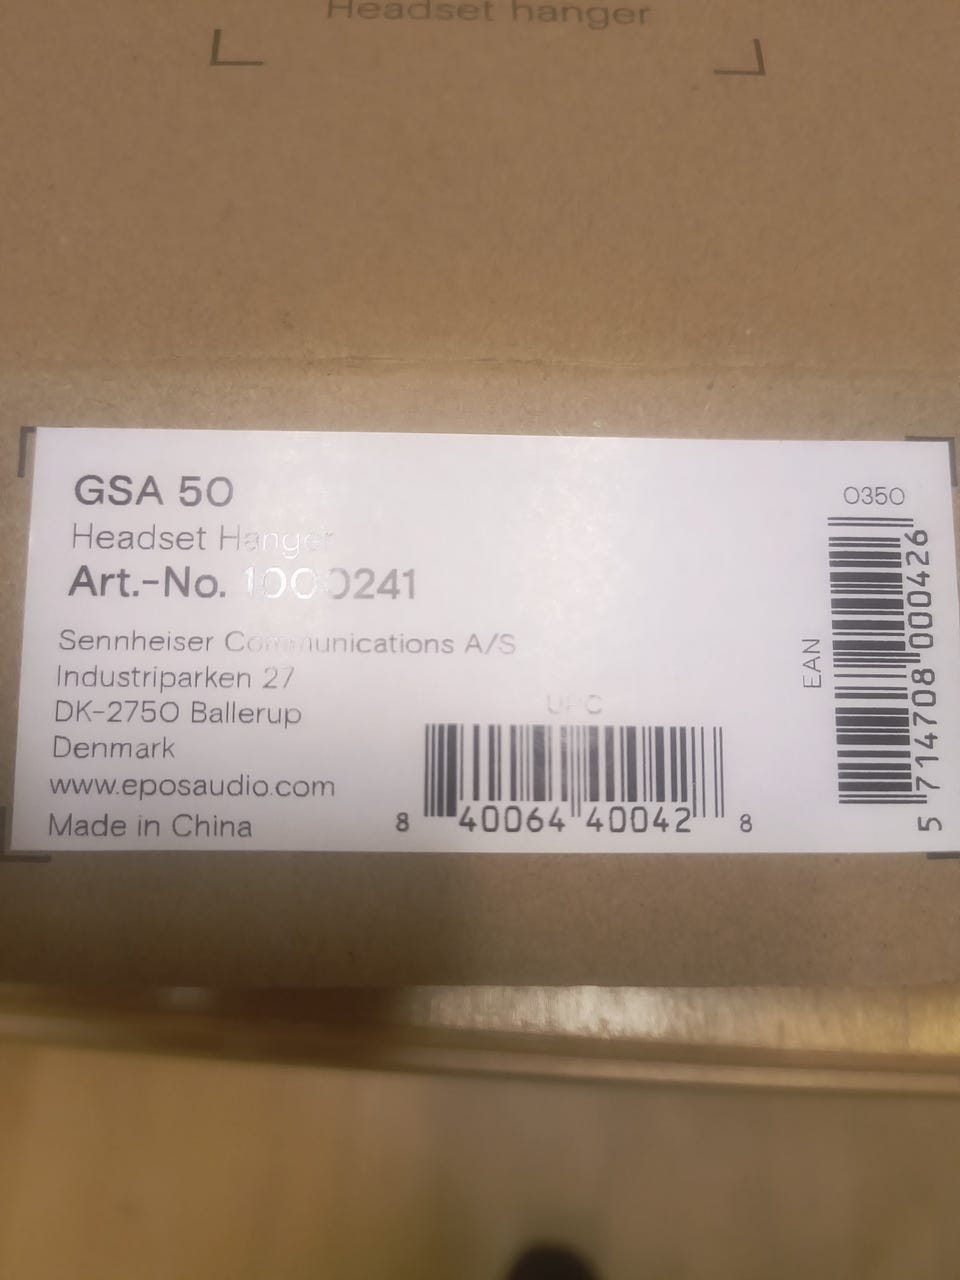 Headset hanger
GSA 50
Headset Hanger
Art.-No. 1000241
Sennheiser Communications A/S
Industriparken 27
DK-2750 Ballerup
Denmark
www.eposaudio.com
Made in China
UPC
8 40064 40042 8
0350
EAN
5 714708 000426